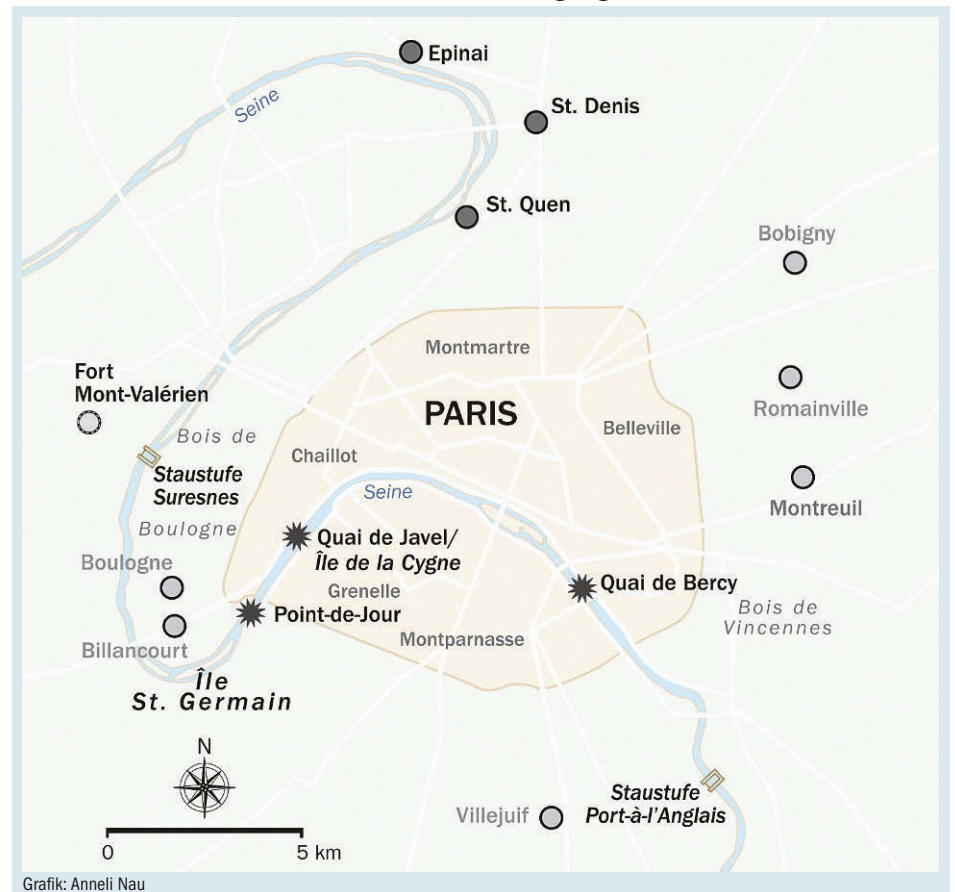 Epinai
Seine
St. Denis
St. Quen
Bobigny
Montmartre
Fort
Mont-Valérien
PARIS
Romainville
Belleville
Bois de
Chaillot
Staustufe
Suresnes
Seine
Montreuil
Boulogne
Quai de Javel/
Île de la Cygne
Boulogne
Quai de Bercy
Grenelle
Point-de-Jour
Bois de
Vincennes
Montparnasse
Billancourt
Île
St. Germain
N
Staustufe
Port-à-l'Anglais
Villejuif
0 5 km
Grafik: Anneli Nau